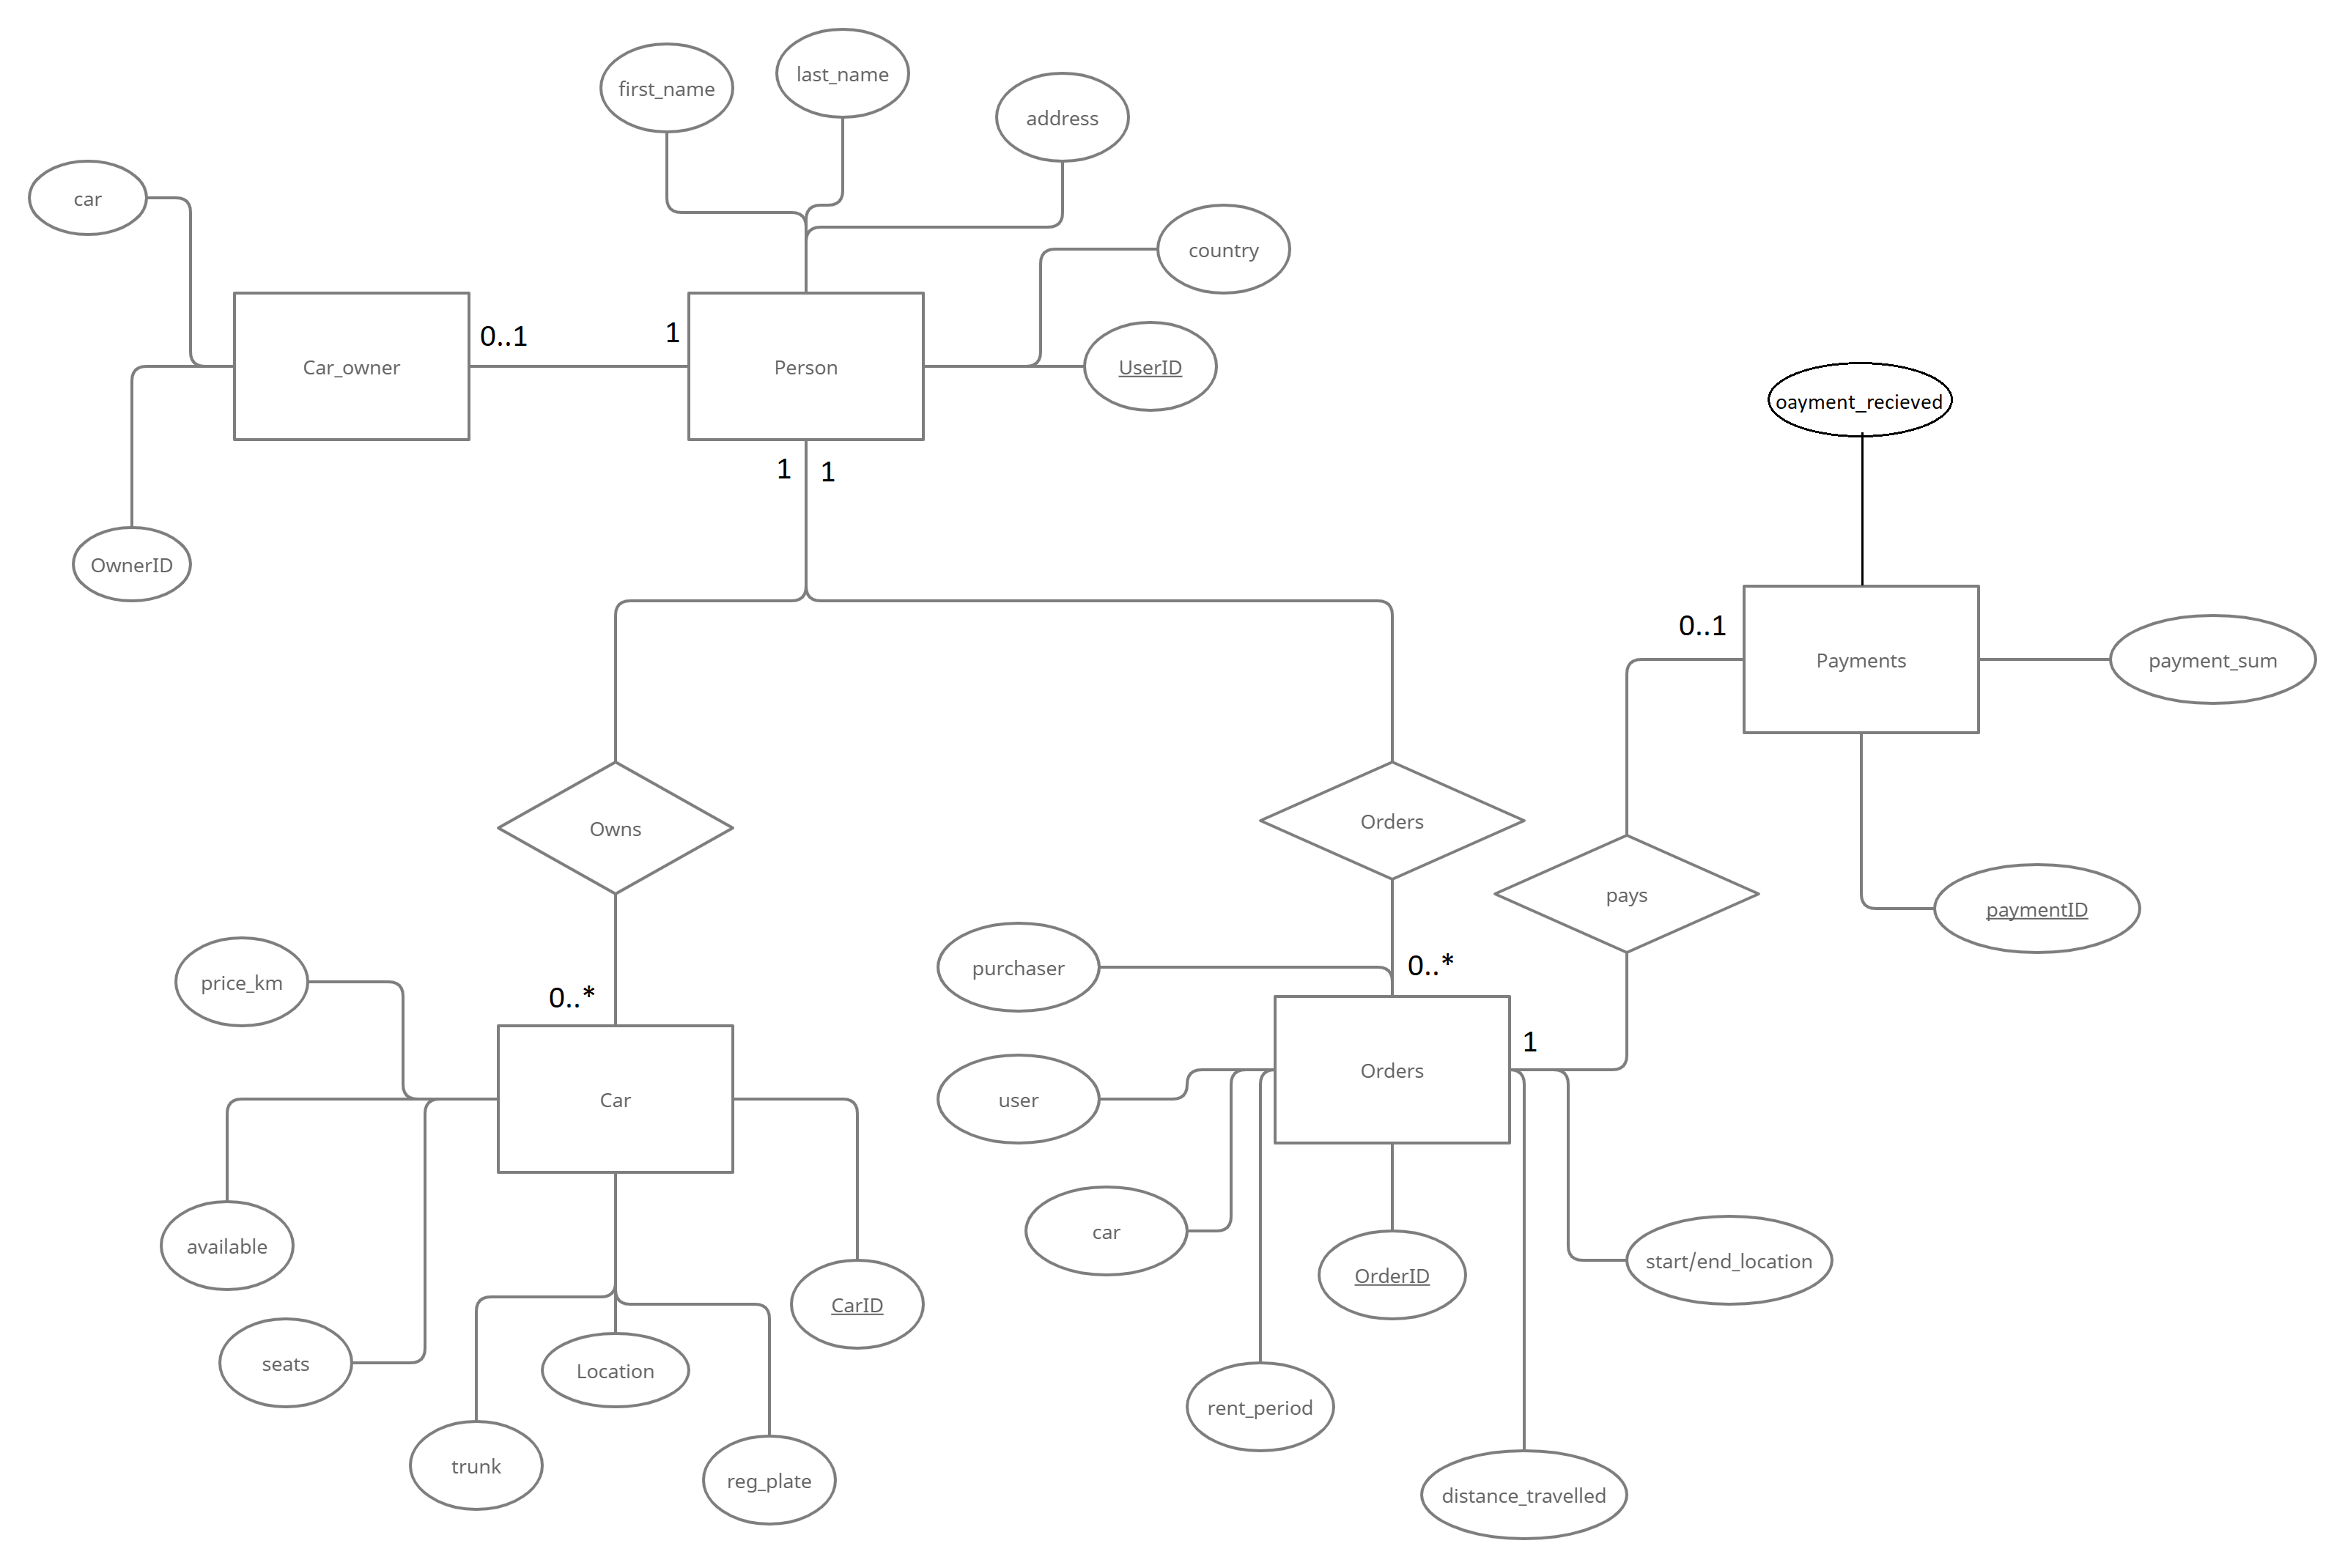 last_name
first_name
address
car
country
0..1
1
Car_owner
Person
UserID
oayment_recieved
1
1
OwnerID
0..1
Payments
payment_sum
Owns
Orders
pays
paymentID
purchaser
0..*
price_km
0..*
1
Car
user
Orders
car
available
OrderID
start/end_location
CarID
seats
Location
rent_period
trunk
reg_plate
distance_travelled